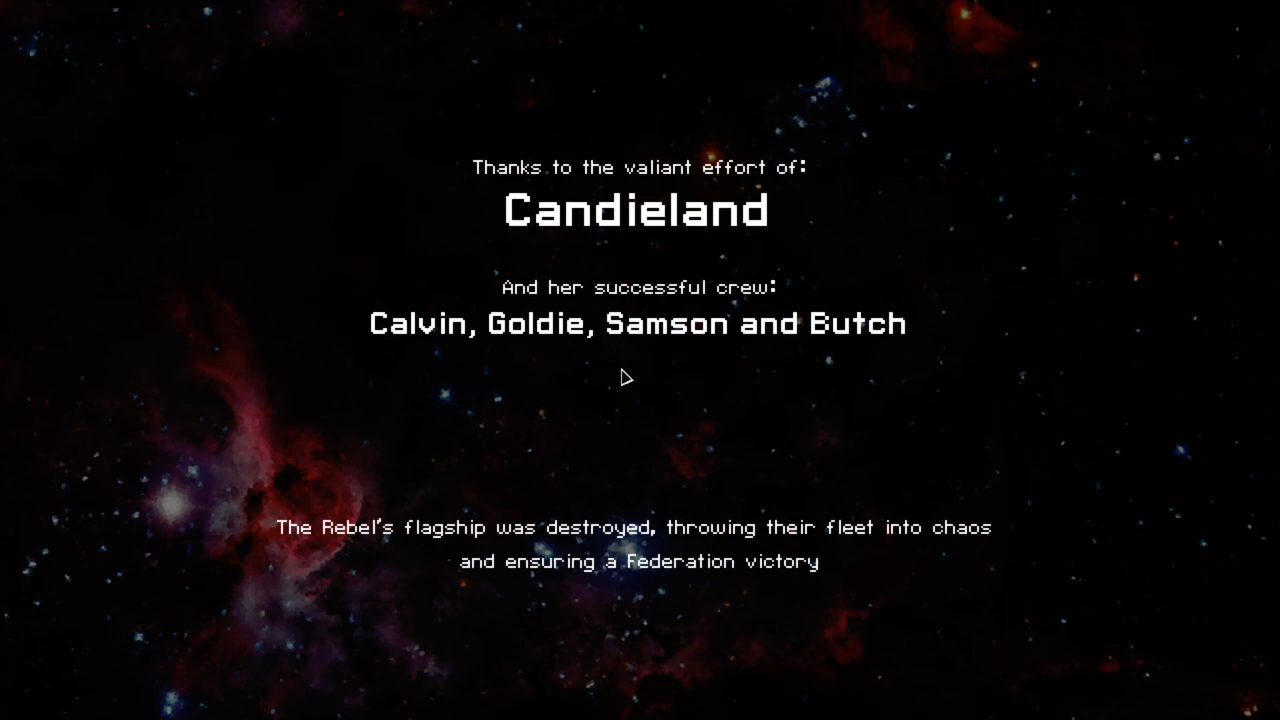 Thanks to the valiant effort of:
Candieland
And her successful crew:
Calvin, Goldie, Samson and Butch
The Rebel's flagship was destroyed, throwing their fleet into chaos
and ensuring a Federation victory